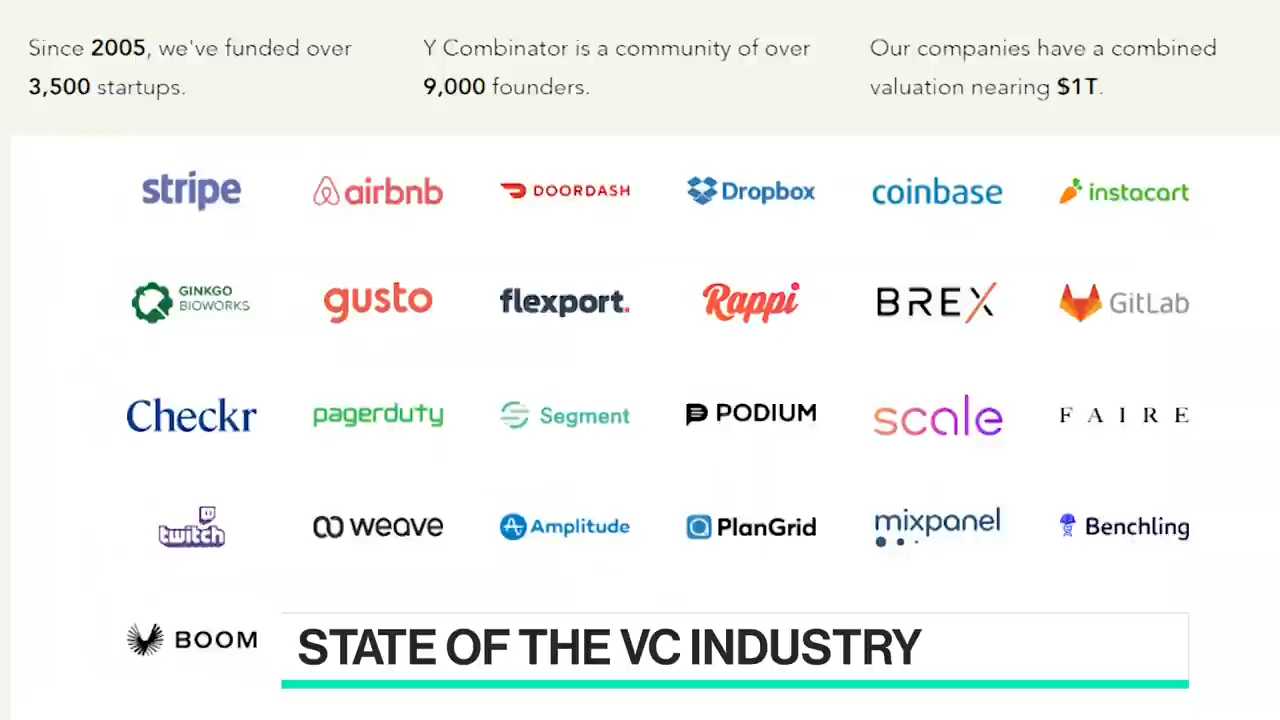 Since 2005, we've funded over
3,500 startups.
Y Combinator is a community of over
9,000 founders.
Our companies have a combined
valuation nearing $1T.
stripe airbnb DOORDASH Dropbox coinbase instacart
GINKGO
BIOWORKS gusto flexport. Rappi BREX GitLab
Checkr pagerduty Segment PODIUM scale FAIRE
twitch weave Amplitude PlanGrid mixpanel Benchling
BOOM
STATE OF THE VC INDUSTRY